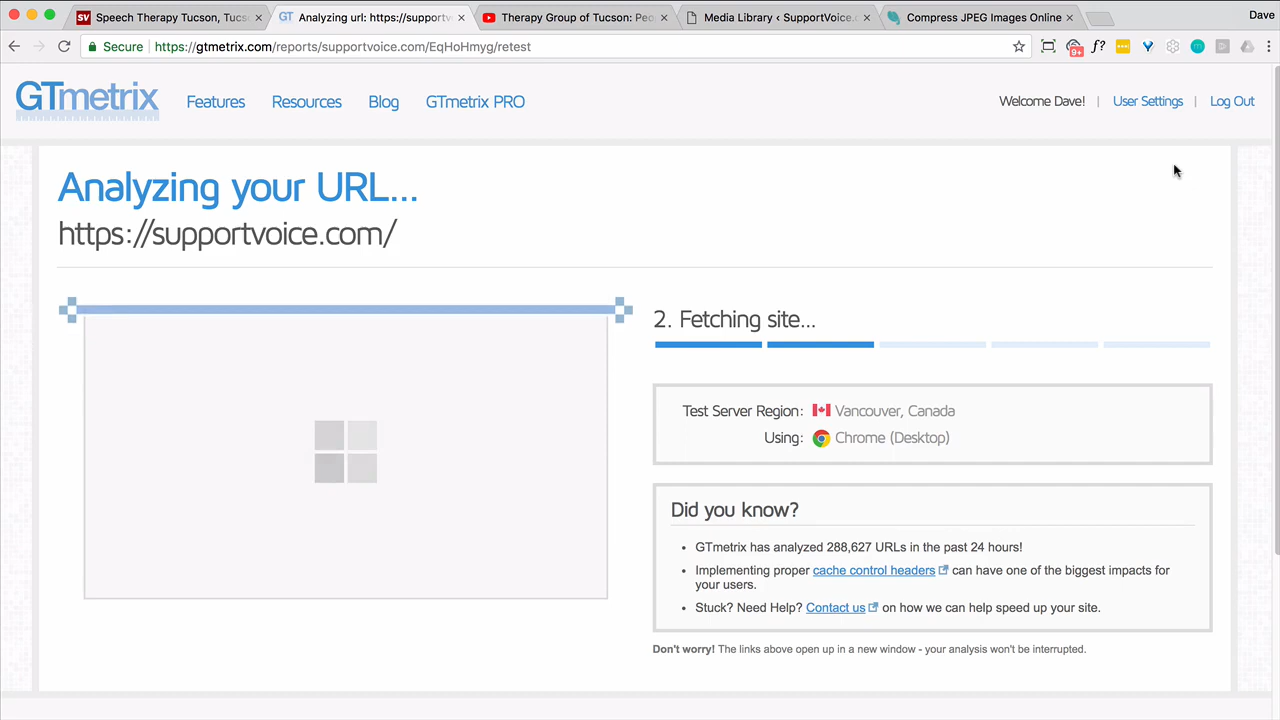 Speech Therapy Tucson, Tucs
Analyzing url: https://supportv
Therapy Group of Tucson: Peo
Media Library ‹ SupportVoice.c
Compress JPEG Images Online
Dave
Secure
https://gtmetrix.com/reports/supportvoice.com/EqHoHmyg/retest
9+
f?
GTmetrix
Features
Resources
Blog
GTmetrix PRO
Welcome Dave!
|
User Settings
|
Log Out
Analyzing your URL...
https://supportvoice.com/
2. Fetching site...
Test Server Region: Vancouver, Canada
Using: Chrome (Desktop)
Did you know?
• GTmetrix has analyzed 288,627 URLs in the past 24 hours!
• Implementing proper cache control headers can have one of the biggest impacts for
your users.
• Stuck? Need Help? Contact us on how we can help speed up your site.
Don't worry! The links above open up in a new window - your analysis won't be interrupted.